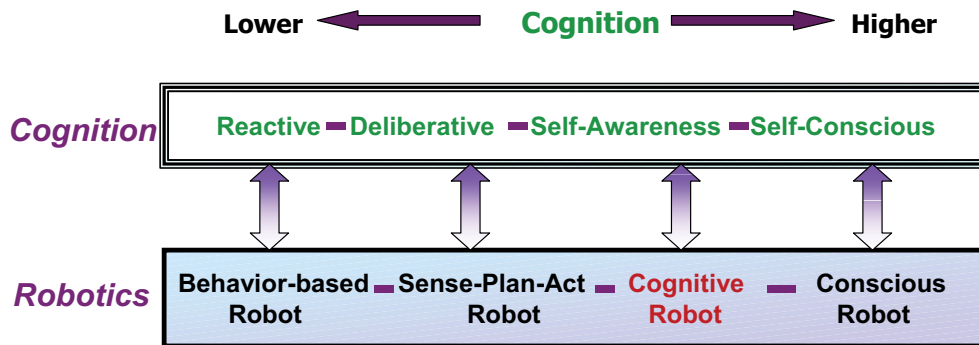 Lower Cognition Higher
Cognition Reactive Deliberative Self-Awareness Self-Conscious
Robotics
Behavior-based Sense-Plan-Act Cognitive Conscious
Robot Robot Robot Robot